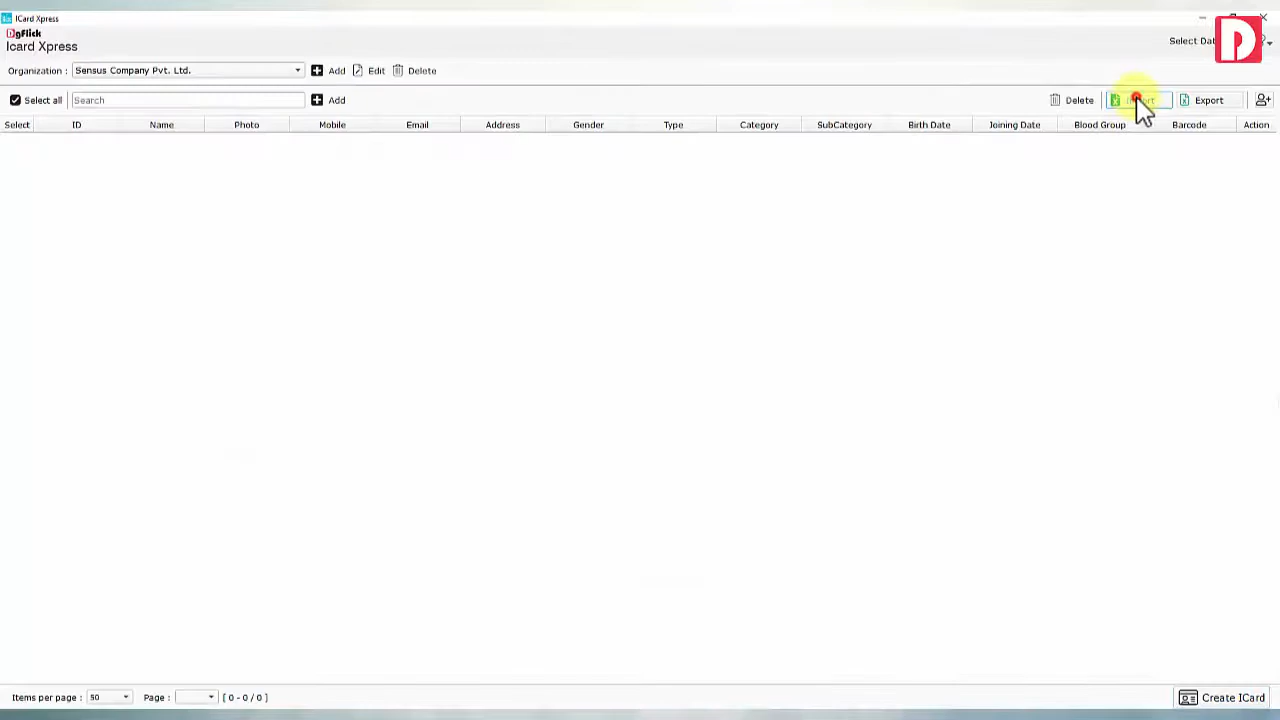 ICard Xpress
DgFlick
Icard Xpress
Select
Organization : Sensus Company Pvt. Ltd. Add Edit Delete
Select all Search Add Delete Export
Select ID Name Photo Mobile Email Address Gender Type Category SubCategory Birth Date Joining Date Blood Group Barcode Action
Items per page : 50 Page : [ 0 - 0 / 0 ] Create ICard